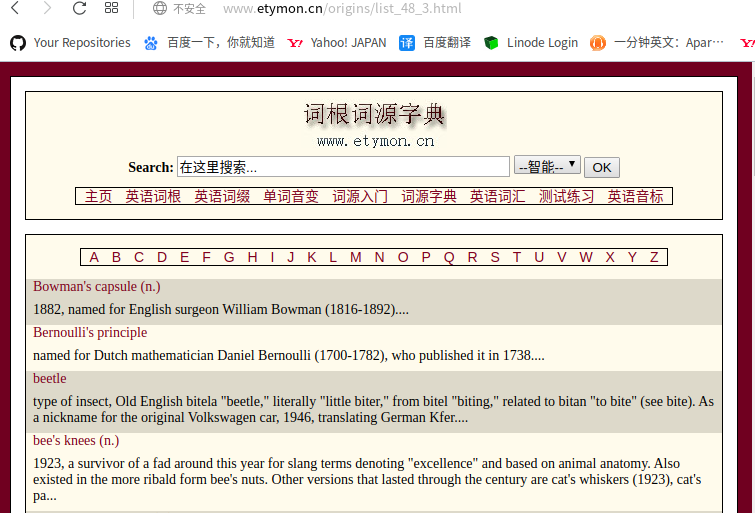 不安全 www.etymon.cn/origins/list_48_3.html
Your Repositories 百度一下，你就知道 Yahoo! JAPAN 译 百度翻译 Linode Login 一分钟英文：Apar…
词根词源字典
www.etymon.cn
Search: 在这里搜索... --智能-- OK
主页 英语词根 英语词缀 单词音变 词源入门 词源字典 英语词汇 测试练习 英语音标
A B C D E F G H I J K L M N O P Q R S T U V W X Y Z
Bowman's capsule (n.)
1882, named for English surgeon William Bowman (1816-1892)....
Bernoulli's principle
named for Dutch mathematician Daniel Bernoulli (1700-1782), who published it in 1738....
beetle
type of insect, Old English bitela "beetle," literally "little biter," from bitel "biting," related to bitan "to bite" (see bite). As
a nickname for the original Volkswagen car, 1946, translating German Kfer....
bee's knees (n.)
1923, a survivor of a fad around this year for slang terms denoting "excellence" and based on animal anatomy. Also
existed in the more ribald form bee's nuts. Other versions that lasted through the century are cat's whiskers (1923), cat's
pa...